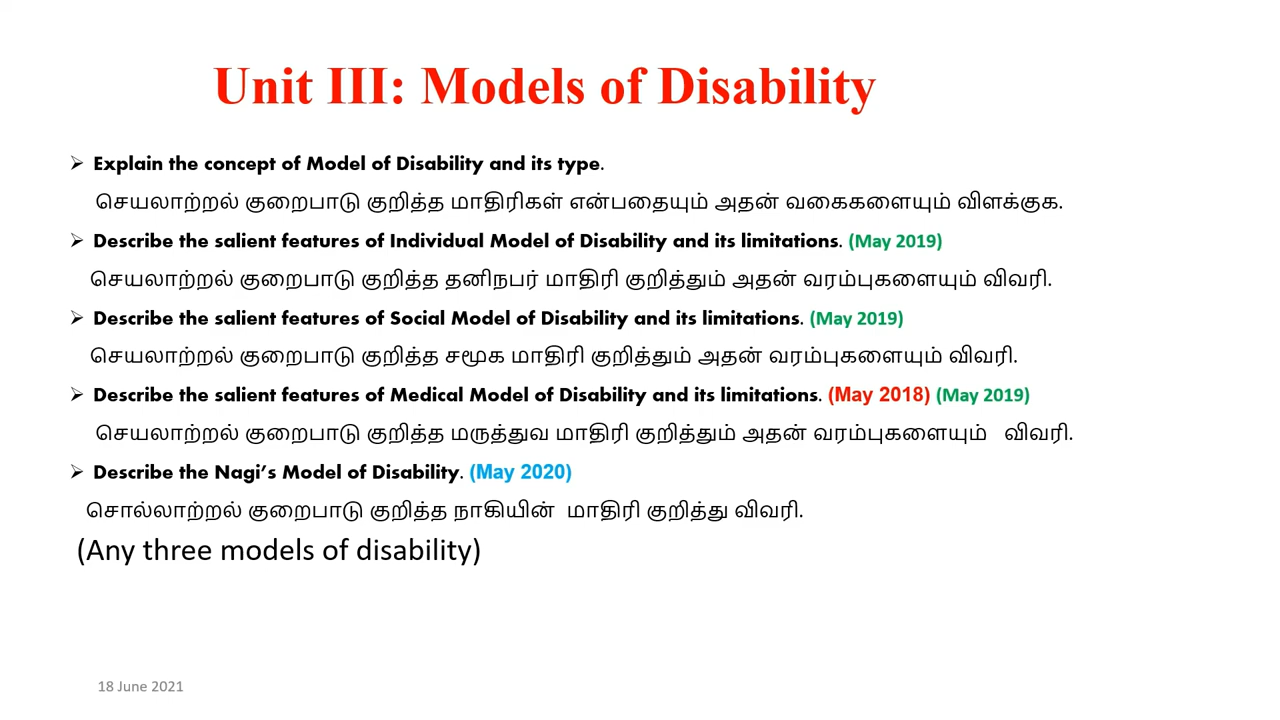 Unit III: Models of Disability
➢ Explain the concept of Model of Disability and its type.
செயலாற்றல் குறைபாடு குறித்த மாதிரிகள் என்பதையும் அதன் வகைகளையும் விளக்குக.
➢ Describe the salient features of Individual Model of Disability and its limitations. (May 2019)
செயலாற்றல் குறைபாடு குறித்த தனிநபர் மாதிரி குறித்தும் அதன் வரம்புகளையும் விவரி.
➢ Describe the salient features of Social Model of Disability and its limitations. (May 2019)
செயலாற்றல் குறைபாடு குறித்த சமூக மாதிரி குறித்தும் அதன் வரம்புகளையும் விவரி.
➢ Describe the salient features of Medical Model of Disability and its limitations. (May 2018) (May 2019)
செயலாற்றல் குறைபாடு குறித்த மருத்துவ மாதிரி குறித்தும் அதன் வரம்புகளையும் விவரி.
➢ Describe the Nagi’s Model of Disability. (May 2020)
சொல்லாற்றல் குறைபாடு குறித்த நாகியின் மாதிரி குறித்து விவரி.
(Any three models of disability)
18 June 2021